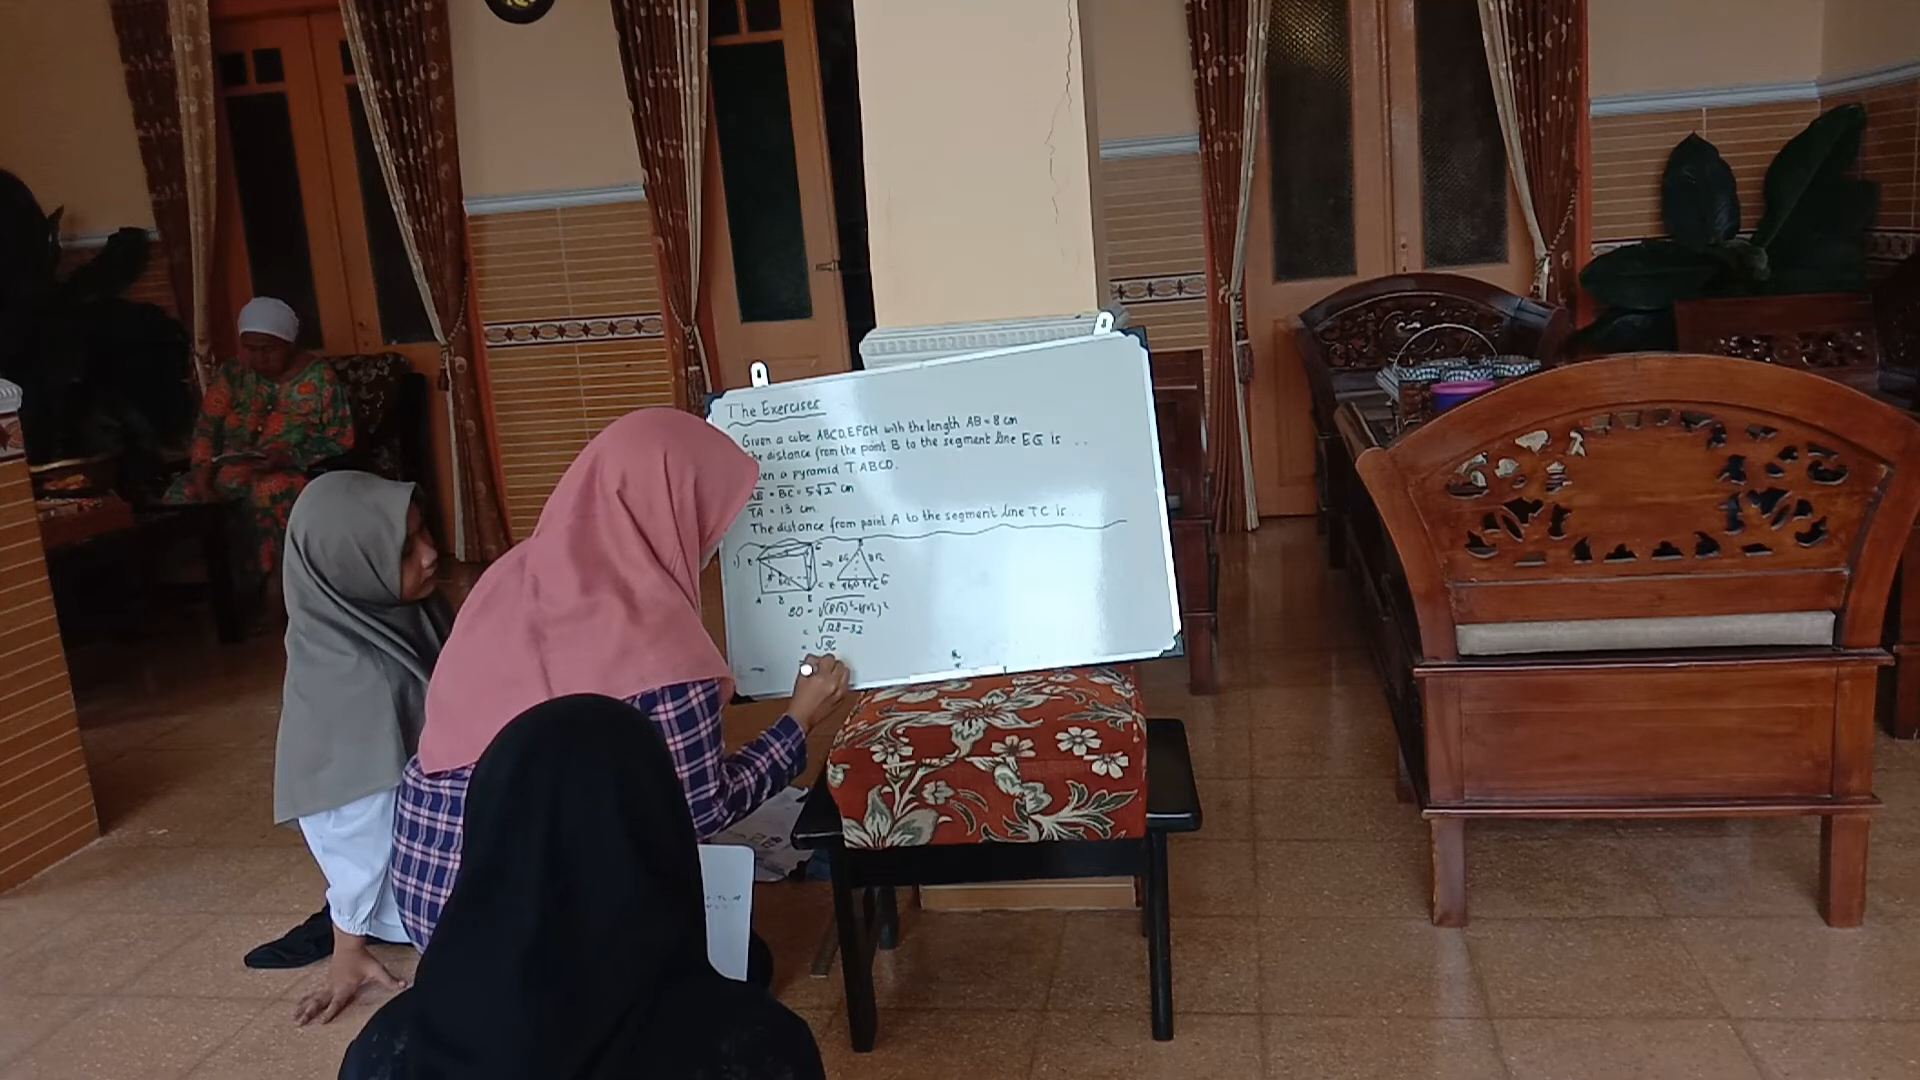 The Exercises
Given a cube ABCD.EFGH with the length AB = 8 cm
the distance from the point B to the segment line EG is ..
ven a pyramid T.ABCD.
AB = BC = 5√2 cm
TA = 13 cm.
The distance from point A to the segment line TC is ..
1)
BO = √(8√2)² - (4√2)²
= √128 - 32
= √96